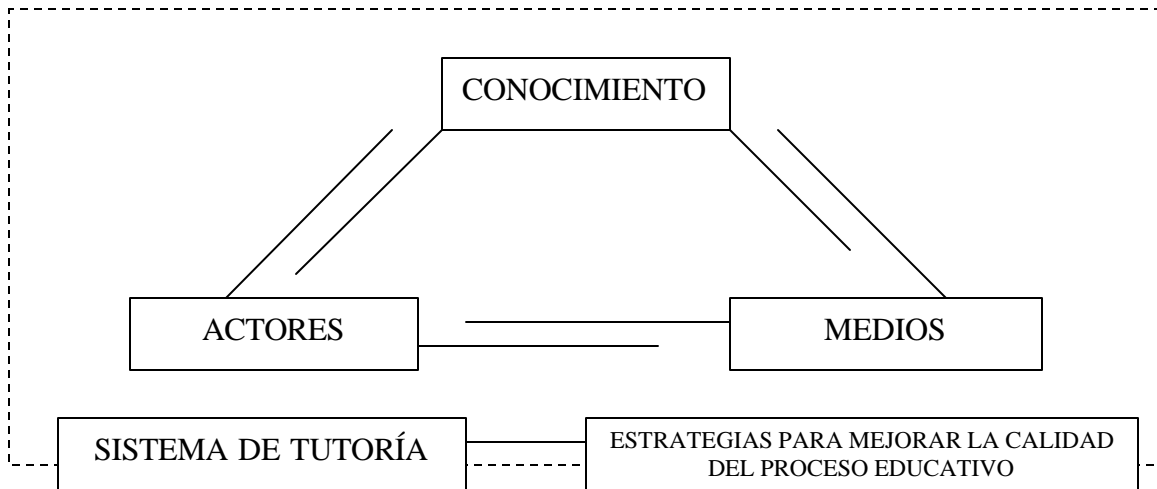 CONOCIMIENTO
ACTORES
MEDIOS
SISTEMA DE TUTORÍA
ESTRATEGIAS PARA MEJORAR LA CALIDAD
DEL PROCESO EDUCATIVO